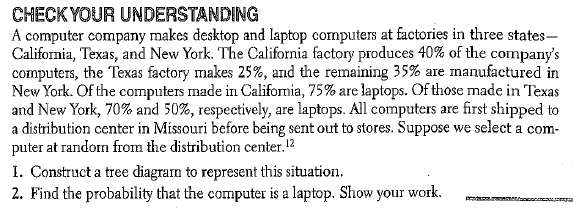 CHECK YOUR UNDERSTANDING
A computer company makes desktop and laptop computers at factories in three states—
California, Texas, and New York. The California factory produces 40% of the company's
computers, the Texas factory makes 25%, and the remaining 35% are manufactured in
New York. Of the computers made in California, 75% are laptops. Of those made in Texas
and New York, 70% and 50%, respectively, are laptops. All computers are first shipped to
a distribution center in Missouri before being sent out to stores. Suppose we select a com-
puter at random from the distribution center.12
1. Construct a tree diagram to represent this situation.
2. Find the probability that the computer is a laptop. Show your work.